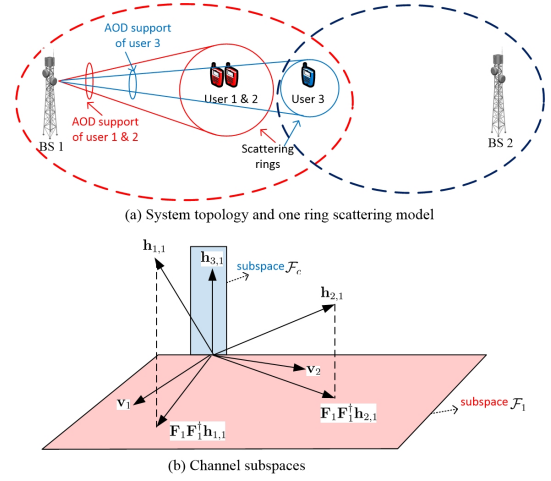 AOD support
of user 3
User 1 & 2
User 3
AOD support
of user 1 & 2
Scattering
rings
BS 1
BS 2
(a) System topology and one ring scattering model
h₁,₁
h₃,₁
subspace 𝓕c
h₂,₁
v₁
v₂
F₁F₁†h₁,₁
F₁F₁†h₂,₁
subspace 𝓕₁
(b) Channel subspaces